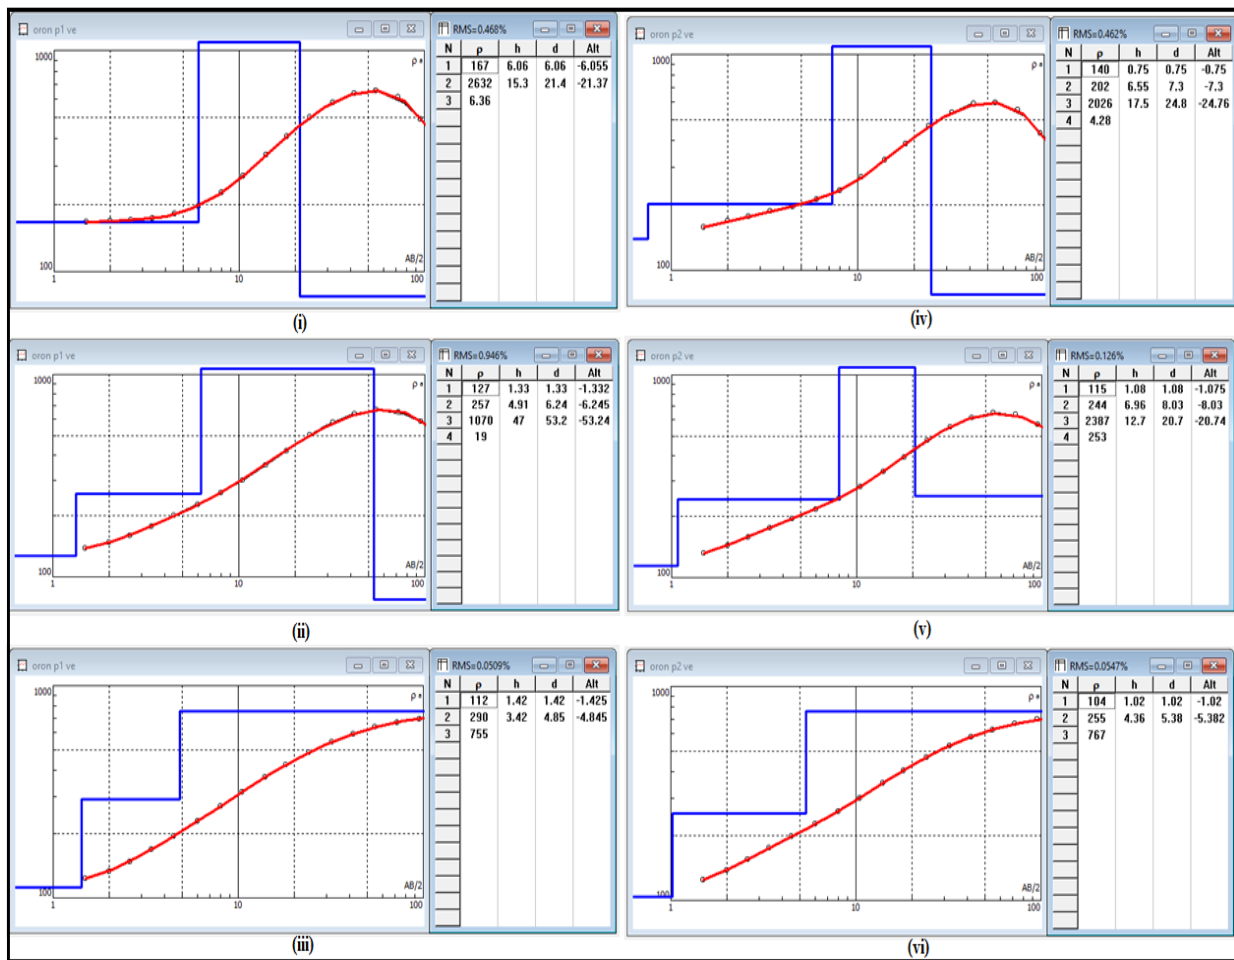 oron p1 ve
1000
ρ a
100
AB/2
1
10
100
RMS=0.468%
N ρ h d Alt
1 167 6.06 6.06 -6.055
2 2632 15.3 21.4 -21.37
3 6.36
(i)
oron p2 ve
1000
ρ a
100
AB/2
1
10
100
RMS=0.462%
N ρ h d Alt
1 140 0.75 0.75 -0.75
2 202 6.55 7.3 -7.3
3 2026 17.5 24.8 -24.76
4 4.28
(iv)
oron p1 ve
1000
ρ a
100
AB/2
1
10
100
RMS=0.946%
N ρ h d Alt
1 127 1.33 1.33 -1.332
2 257 4.91 6.24 -6.245
3 1070 47 53.2 -53.24
4 19
(ii)
oron p2 ve
1000
ρ a
100
AB/2
1
10
100
RMS=0.126%
N ρ h d Alt
1 115 1.08 1.08 -1.075
2 244 6.96 8.03 -8.03
3 2387 12.7 20.7 -20.74
4 253
(v)
oron p1 ve
1000
ρ a
100
AB/2
1
10
100
RMS=0.0509%
N ρ h d Alt
1 112 1.42 1.42 -1.425
2 290 3.42 4.85 -4.845
3 755
(iii)
oron p2 ve
1000
ρ a
100
AB/2
1
10
100
RMS=0.0547%
N ρ h d Alt
1 104 1.02 1.02 -1.02
2 255 4.36 5.38 -5.382
3 767
(vi)